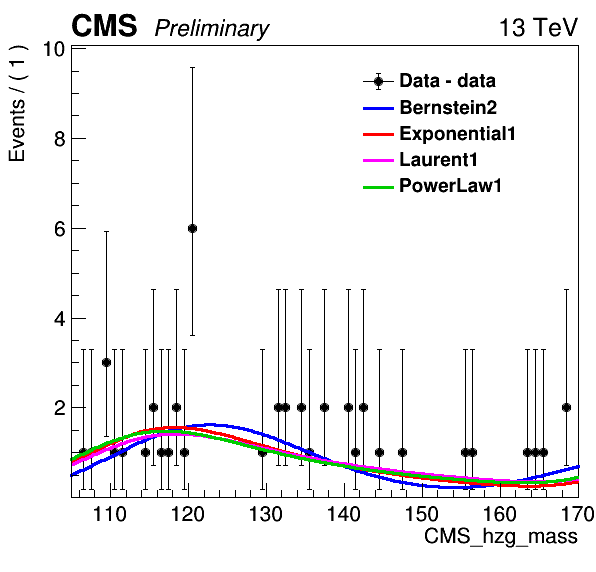 CMS Preliminary 13 TeV
Events / ( 1 )
10
8
6
4
2
Data - data
Bernstein2
Exponential1
Laurent1
PowerLaw1
110 120 130 140 150 160 170
CMS_hzg_mass